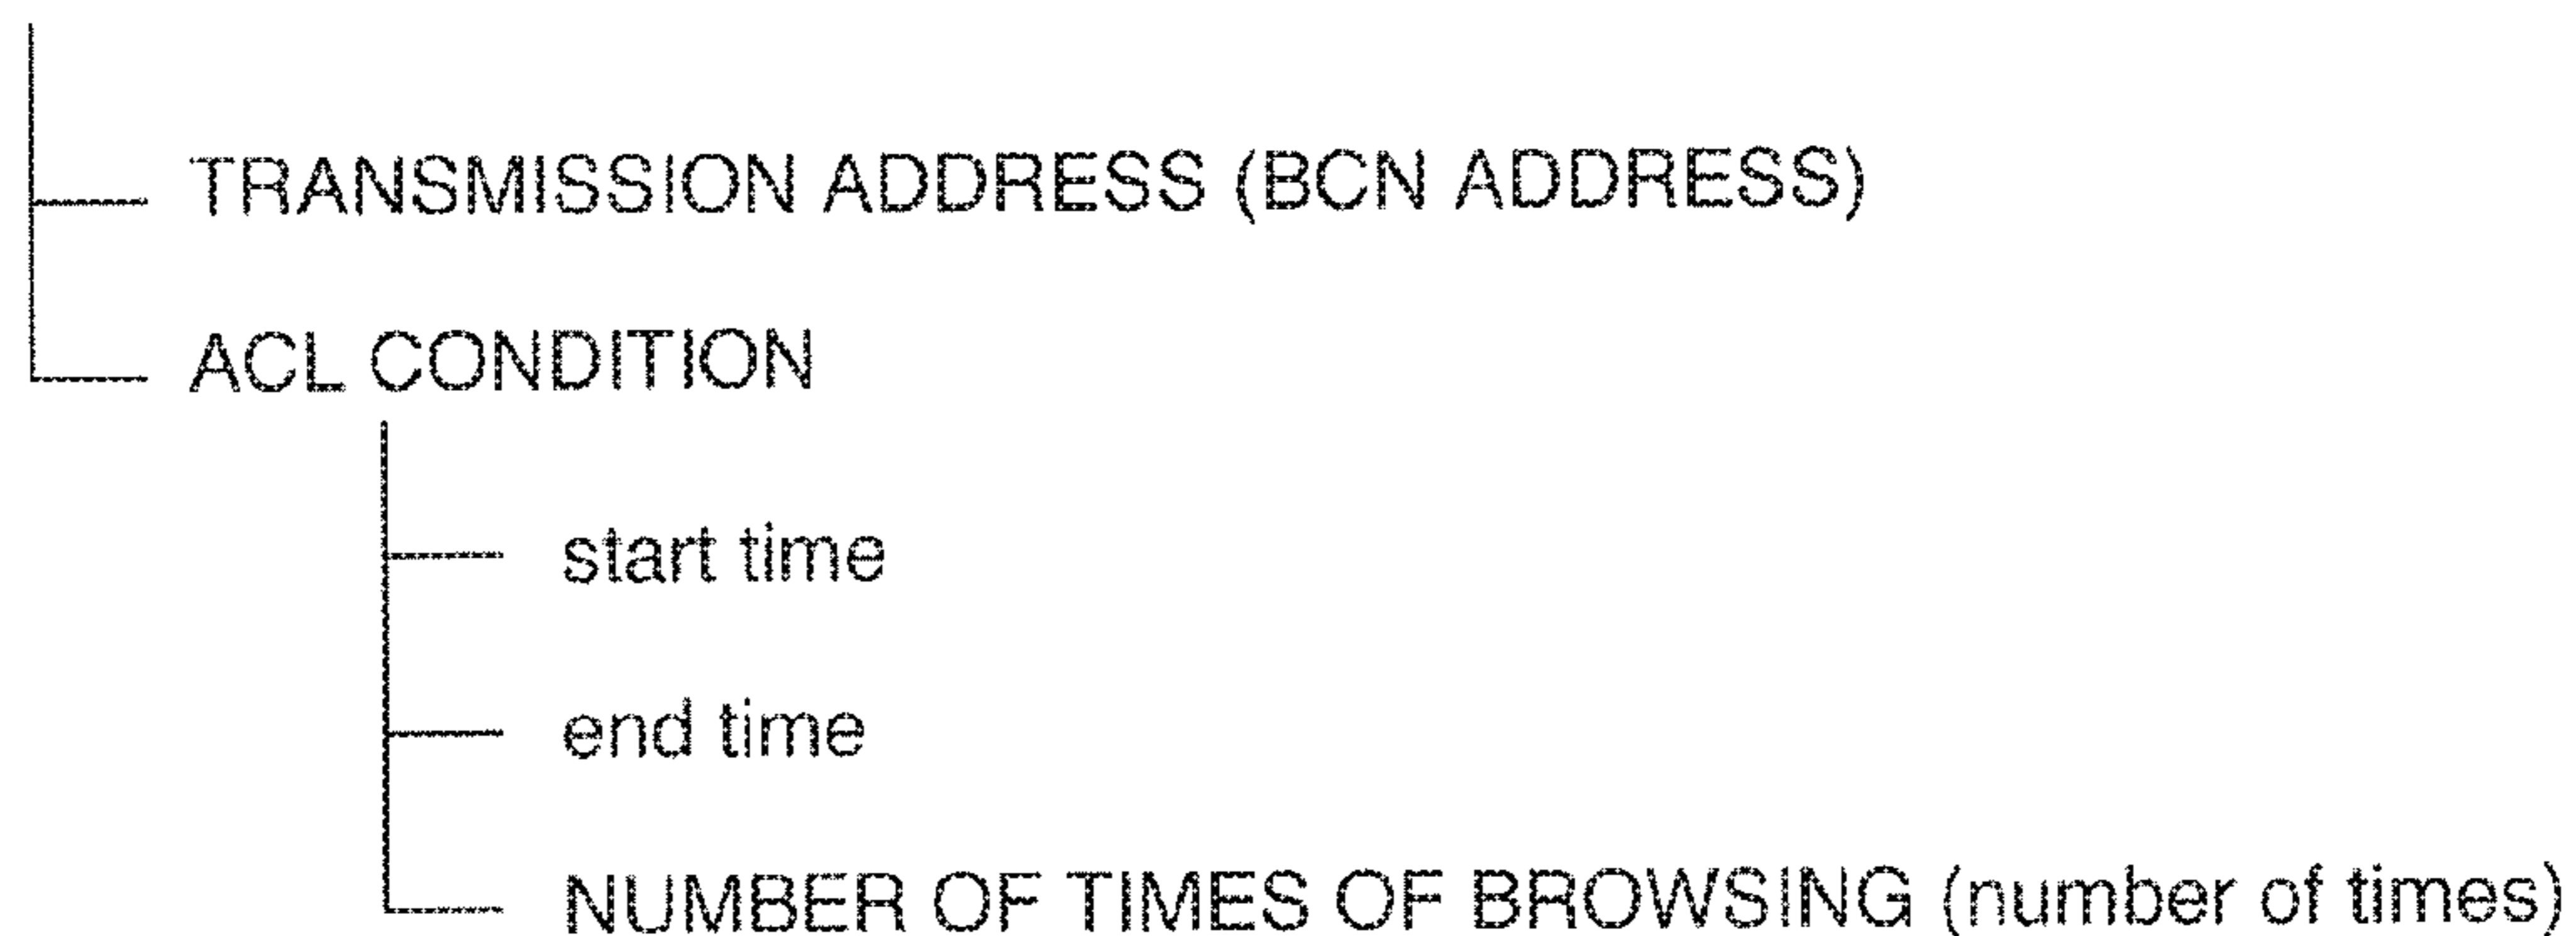 TRANSMISSION ADDRESS (BCN ADDRESS)
ACL CONDITION
start time
end time
NUMBER OF TIMES OF BROWSING (number of times)